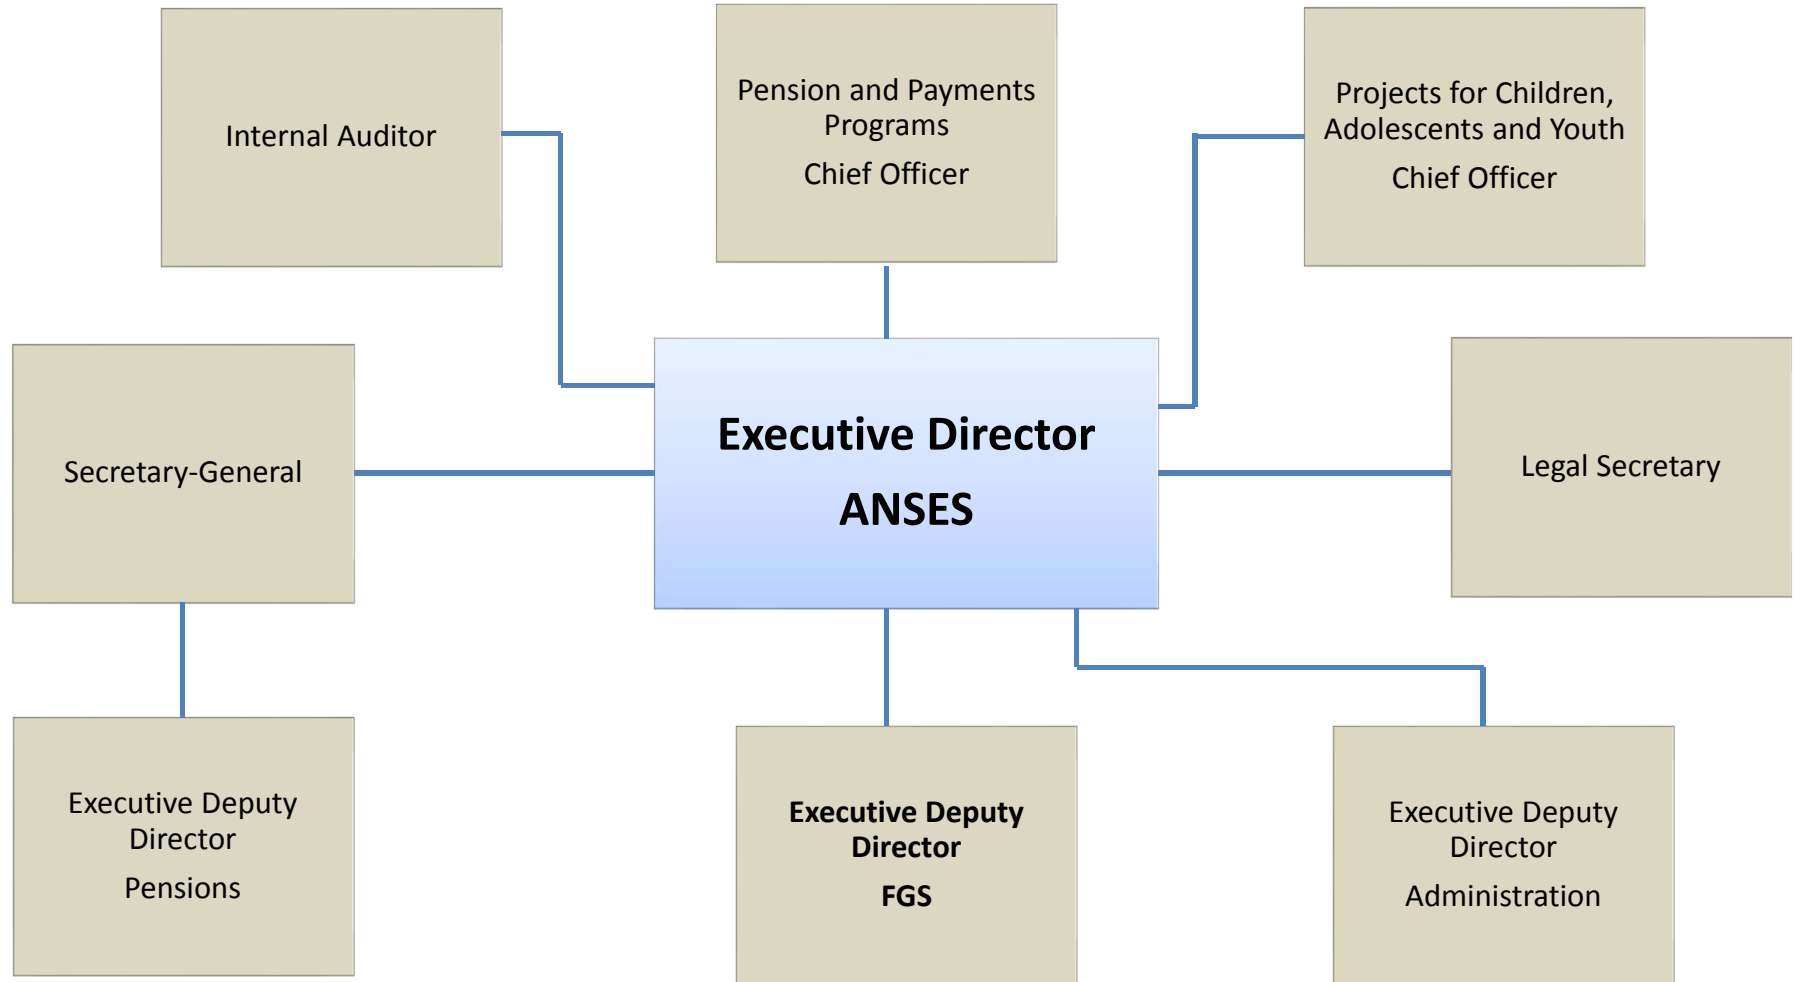 Internal Auditor
Pension and Payments
Programs
Chief Officer
Projects for Children,
Adolescents and Youth
Chief Officer
Secretary-General
Executive Director
ANSES
Legal Secretary
Executive Deputy
Director
Pensions
Executive Deputy
Director
FGS
Executive Deputy
Director
Administration